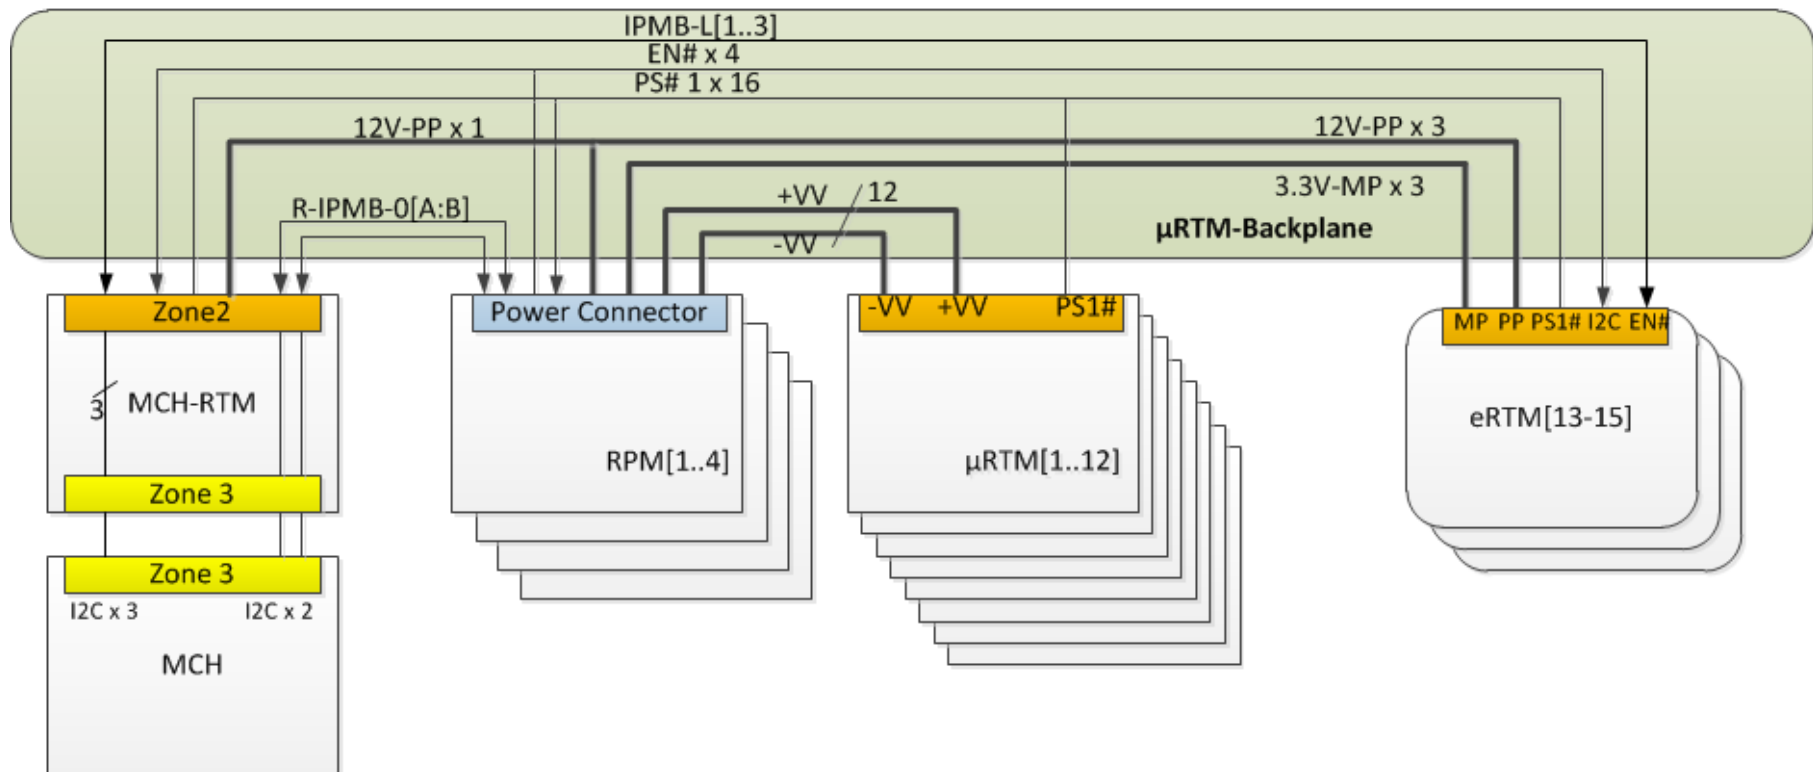 IPMB-L[1..3]
EN# x 4
PS# 1 x 16
12V-PP x 1
12V-PP x 3
3.3V-MP x 3
+VV
12
R-IPMB-0[A:B]
-VV
µRTM-Backplane
Zone2
Power Connector
-VV +VV PS1#
MP PP PS1# I2C EN#
3
MCH-RTM
eRTM[13-15]
RPM[1..4]
µRTM[1..12]
Zone 3
Zone 3
I2C x 3
I2C x 2
MCH